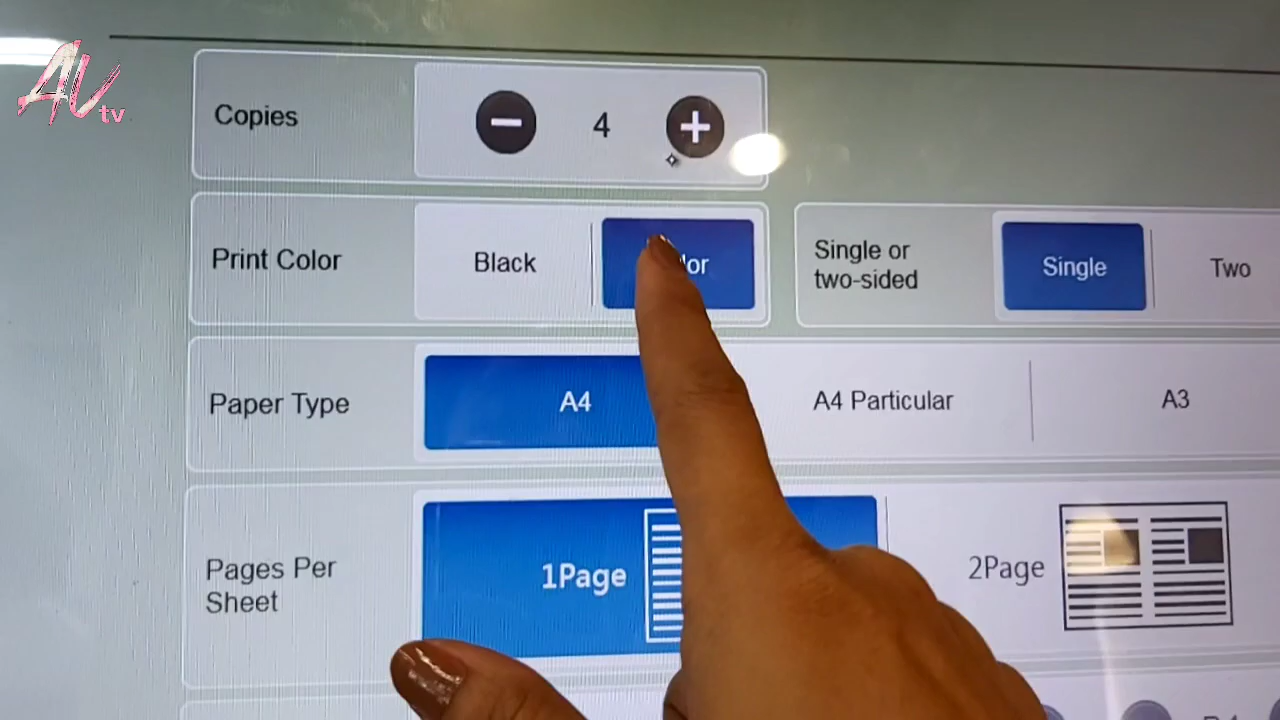 AV
tv
Copies
4
Print Color
Black
lor
Single or
two-sided
Single
Two
Paper Type
A4
A4 Particular
A3
Pages Per
Sheet
1Page
2Page